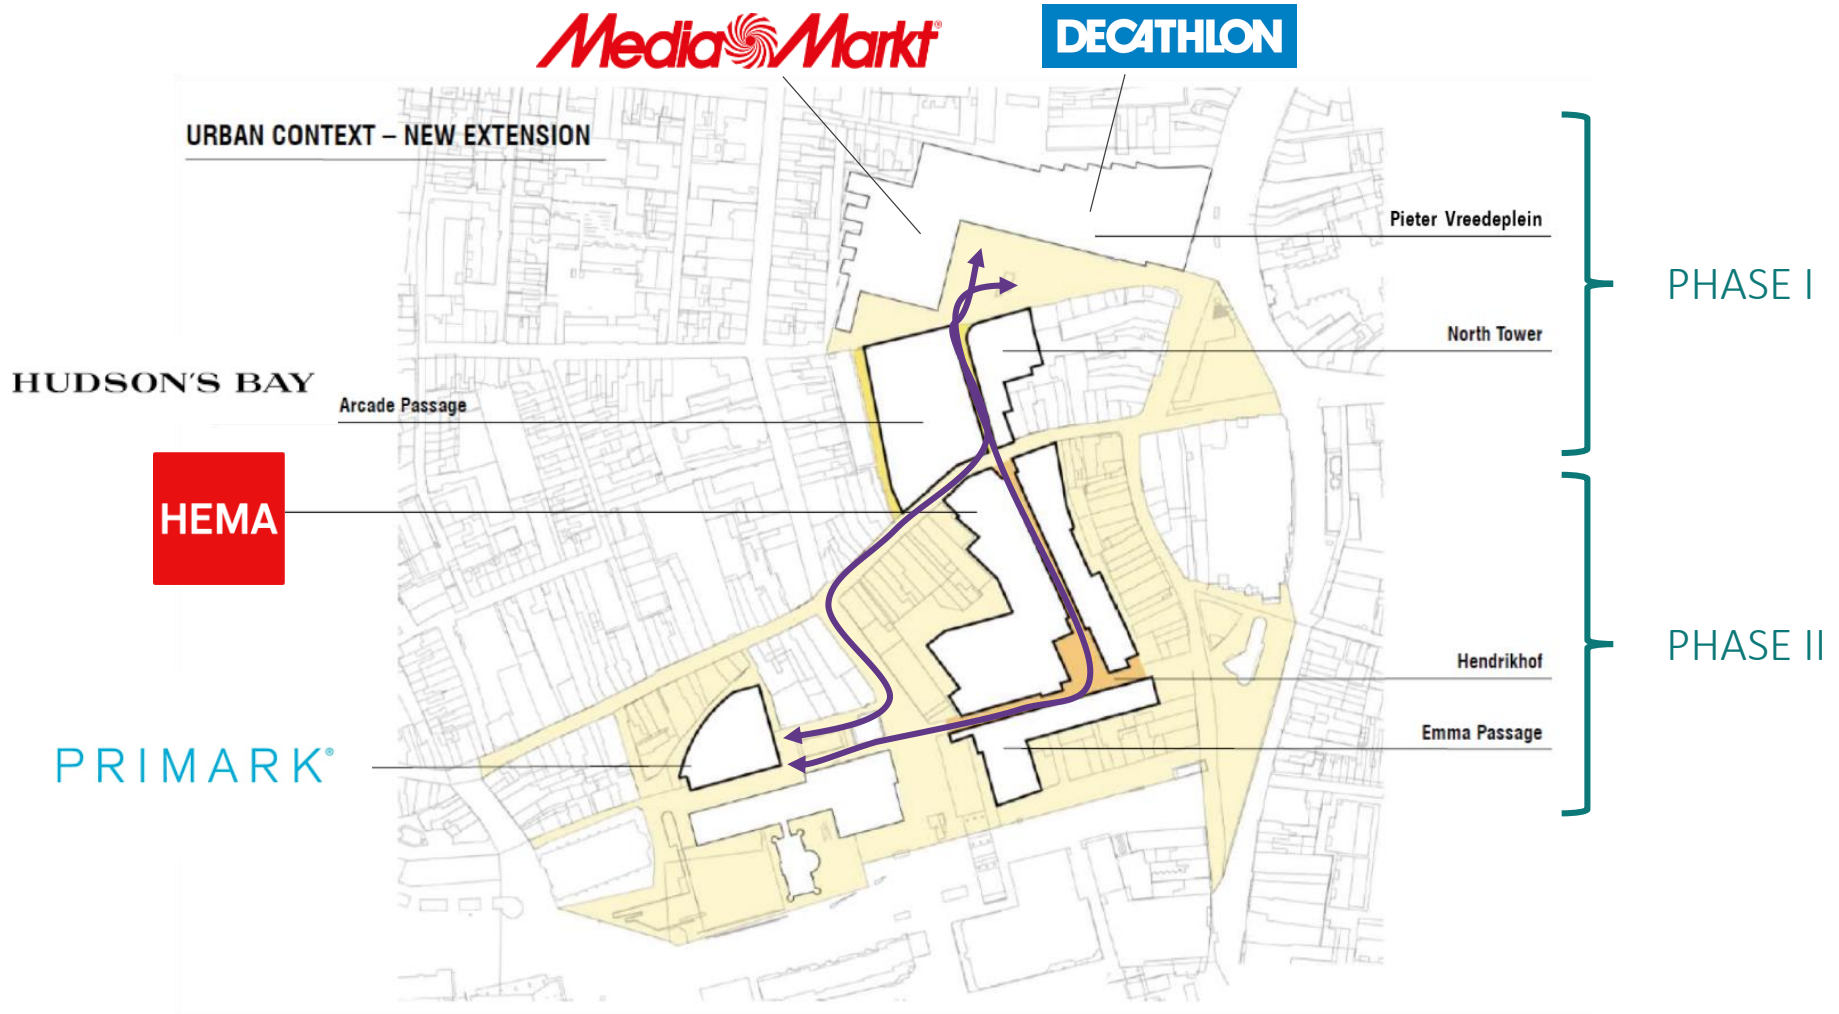 MediaMarkt®
DECATHLON
URBAN CONTEXT – NEW EXTENSION
Pieter Vreedeplein
PHASE I
North Tower
HUDSON'S BAY
Arcade Passage
HEMA
PHASE II
Hendrikhof
Emma Passage
PRIMARK®